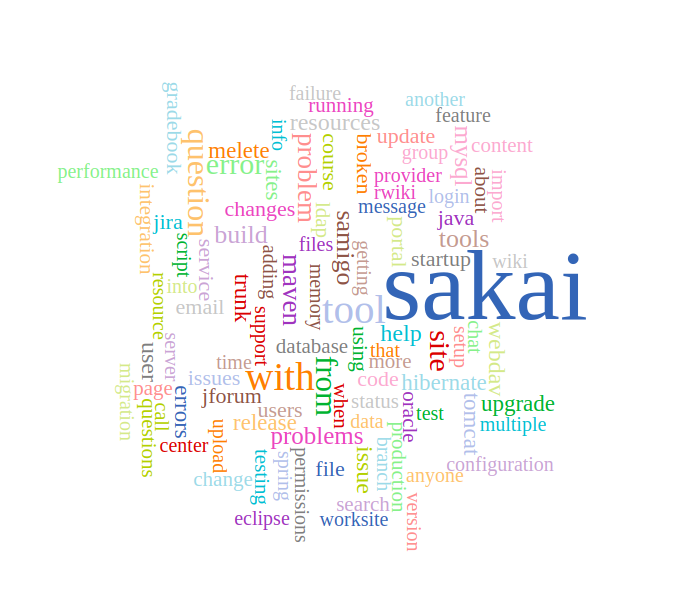 failure
another
running
gradebook
feature
info
resources
question
problem
course
broken
update
mysql
content
melete
group
error
sites
performance
provider
about
import
rwiki
login
integration
changes
ldap
message
java
jira
samigo
portal
build
files
tools
script
service
getting
adding
maven
startup
wiki
sakai
into
resource
trunk
memory
tool
email
support
using
help
site
setup
chat
webdav
server
user
database
that
time
more
migration
page
issues
with
from
code
hibernate
call
errors
jforum
when
status
oracle
tomcat
upgrade
questions
users
release
data
test
multiple
upload
center
problems
production
branch
issue
testing
spring
permissions
file
configuration
change
anyone
search
version
eclipse
worksite